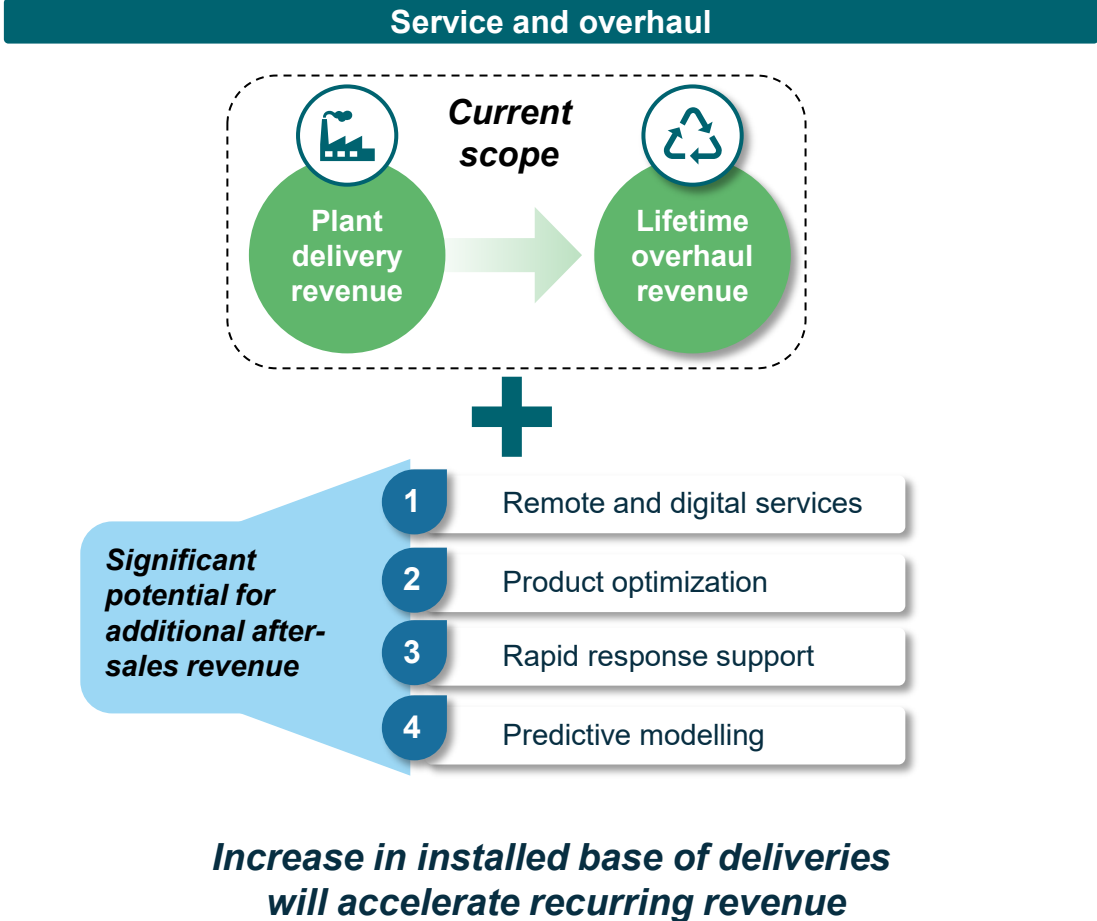 Service and overhaul
Current
scope
Plant
delivery
revenue
Lifetime
overhaul
revenue
Significant
potential for
additional after-
sales revenue
1
Remote and digital services
2
Product optimization
3
Rapid response support
4
Predictive modelling
Increase in installed base of deliveries
will accelerate recurring revenue